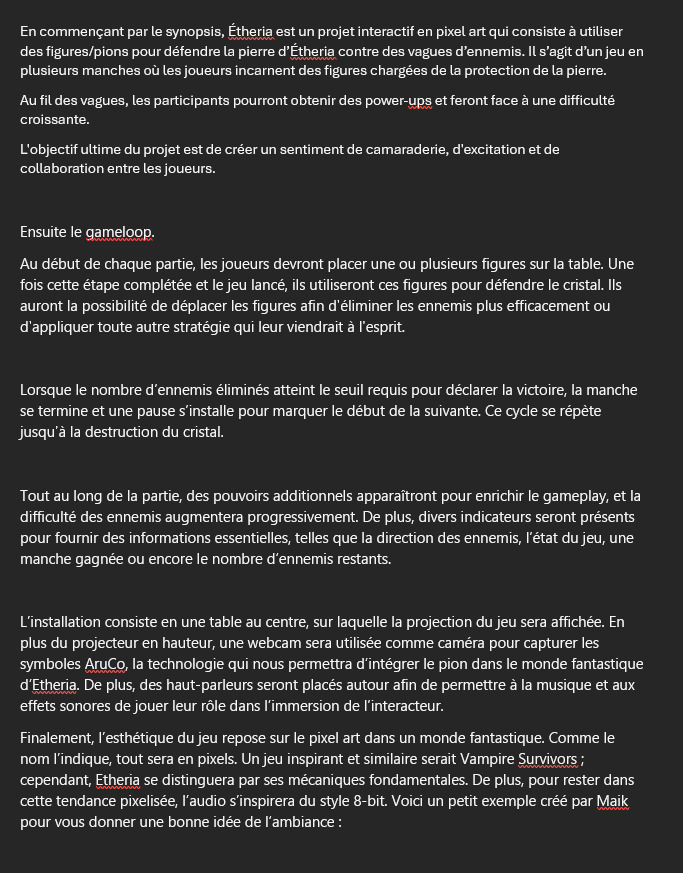 En commençant par le synopsis, Étheria est un projet interactif en pixel art qui consiste à utiliser
des figures/pions pour défendre la pierre d'Étheria contre des vagues d'ennemis. Il s'agit d'un jeu en
plusieurs manches où les joueurs incarnent des figures chargées de la protection de la pierre.
Au fil des vagues, les participants pourront obtenir des power-ups et feront face à une difficulté
croissante.
L'objectif ultime du projet est de créer un sentiment de camaraderie, d'excitation et de
collaboration entre les joueurs.
Ensuite le gameloop.
Au début de chaque partie, les joueurs devront placer une ou plusieurs figures sur la table. Une
fois cette étape complétée et le jeu lancé, ils utiliseront ces figures pour défendre le cristal. Ils
auront la possibilité de déplacer les figures afin d'éliminer les ennemis plus efficacement ou
d'appliquer toute autre stratégie qui leur viendrait à l'esprit.
Lorsque le nombre d'ennemis éliminés atteint le seuil requis pour déclarer la victoire, la manche
se termine et une pause s'installe pour marquer le début de la suivante. Ce cycle se répète
jusqu'à la destruction du cristal.
Tout au long de la partie, des pouvoirs additionnels apparaîtront pour enrichir le gameplay, et la
difficulté des ennemis augmentera progressivement. De plus, divers indicateurs seront présents
pour fournir des informations essentielles, telles que la direction des ennemis, l'état du jeu, une
manche gagnée ou encore le nombre d'ennemis restants.
L'installation consiste en une table au centre, sur laquelle la projection du jeu sera affichée. En
plus du projecteur en hauteur, une webcam sera utilisée comme caméra pour capturer les
symboles AruCo, la technologie qui nous permettra d'intégrer le pion dans le monde fantastique
d'Etheria. De plus, des haut-parleurs seront placés autour afin de permettre à la musique et aux
effets sonores de jouer leur rôle dans l'immersion de l'interacteur.
Finalement, l'esthétique du jeu repose sur le pixel art dans un monde fantastique. Comme le
nom l'indique, tout sera en pixels. Un jeu inspirant et similaire serait Vampire Survivors ;
cependant, Etheria se distinguera par ses mécaniques fondamentales. De plus, pour rester dans
cette tendance pixelisée, l'audio s'inspirera du style 8-bit. Voici un petit exemple créé par Maik
pour vous donner une bonne idée de l'ambiance :